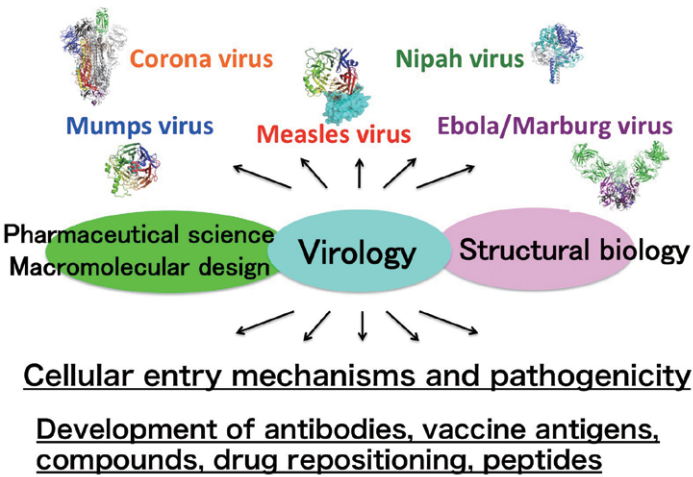 Corona virus
Nipah virus
Mumps virus
Measles virus
Ebola/Marburg virus
Pharmaceutical science
Macromolecular design
Virology
Structural biology
Cellular entry mechanisms and pathogenicity
Development of antibodies, vaccine antigens,
compounds, drug repositioning, peptides